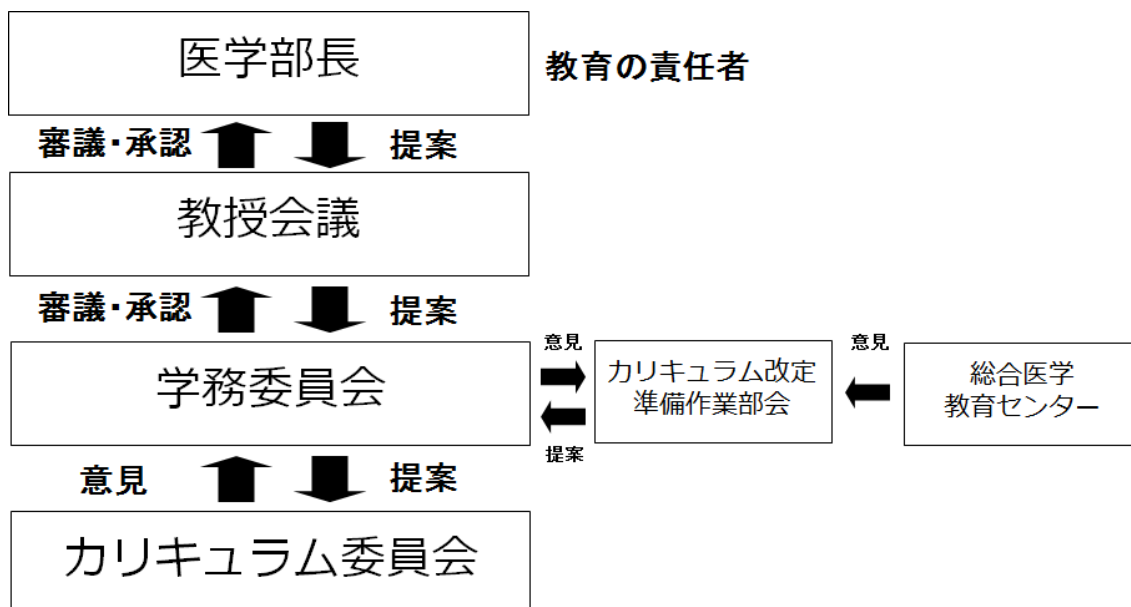 医学部長
教育の責任者
審議・承認
提案
教授会議
審議・承認
提案
学務委員会
意見
提案
カリキュラム改定
準備作業部会
意見
総合医学
教育センター
意見
提案
カリキュラム委員会